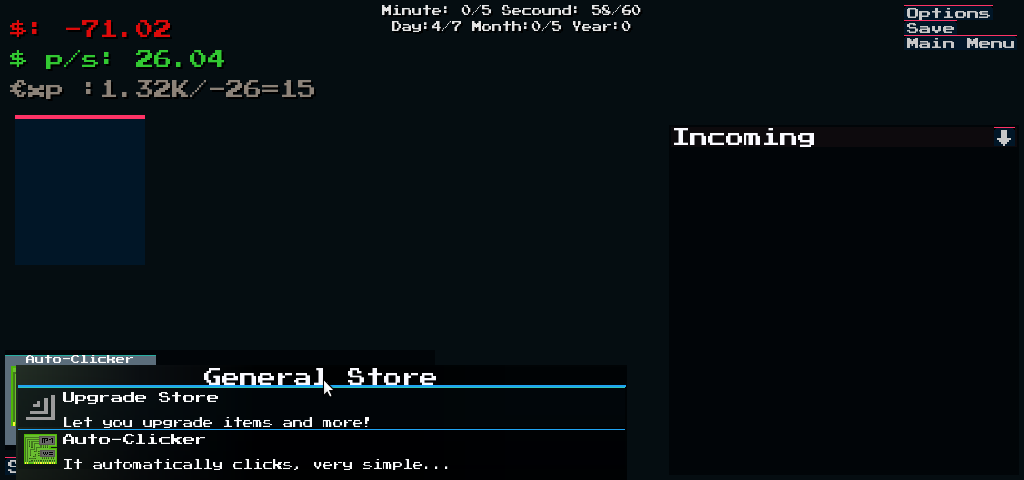 Minute: 0/5 Secound: 58/60
Day:4/7 Month:0/5 Year:0
$: -71.02
$ p/s: 26.04
€xp :1.32K/-26=15
Options
Save
Main Menu
Incoming
Auto-Clicker
General Store
Upgrade Store
Let you upgrade items and more!
Auto-Clicker
It automatically clicks, very simple...